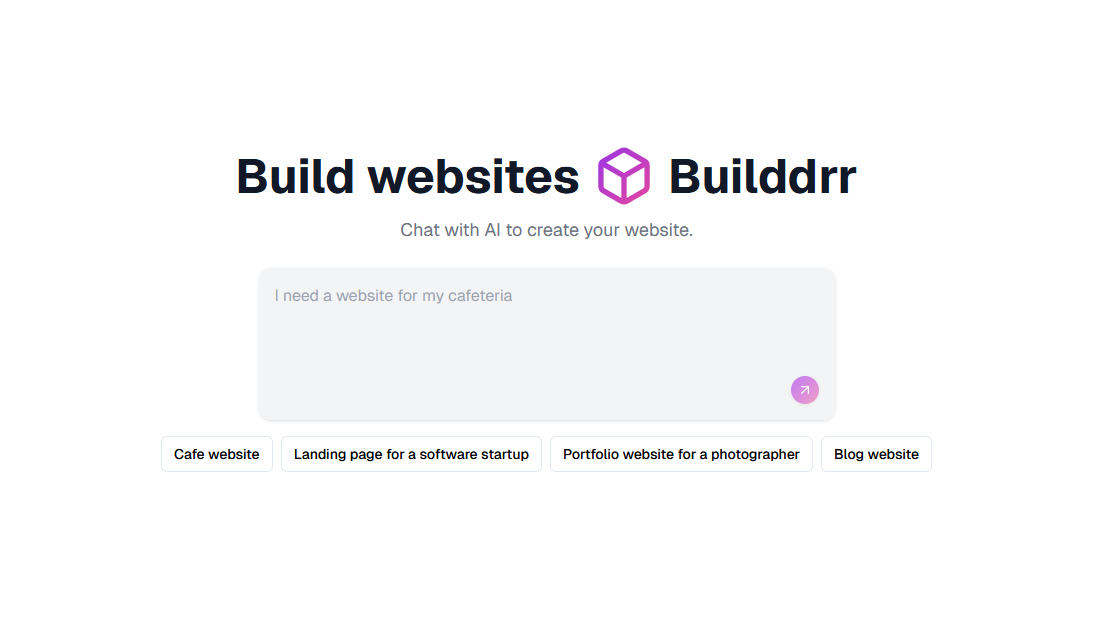 Build websites Builddrr
Chat with AI to create your website.
I need a website for my cafeteria
Cafe website
Landing page for a software startup
Portfolio website for a photographer
Blog website